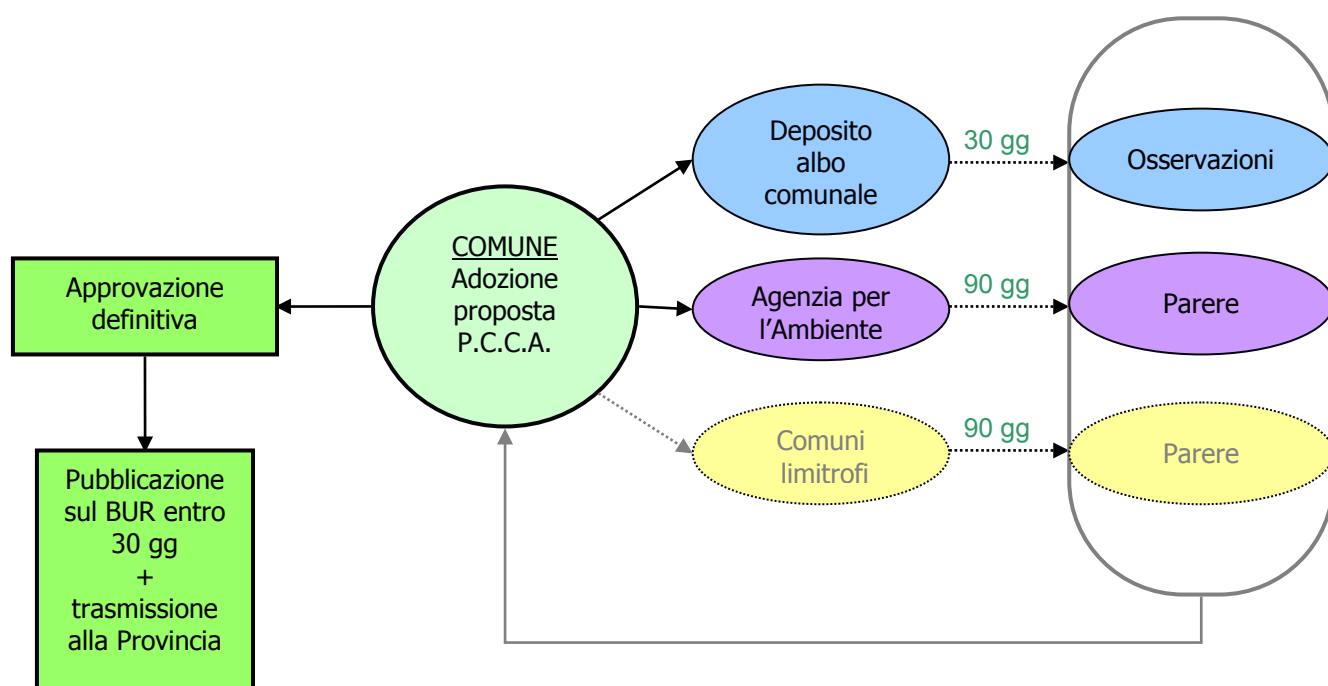 Deposito
albo
comunale
30 gg
Osservazioni
COMUNE
Adozione
proposta
P.C.C.A.
Approvazione
definitiva
Agenzia per
l’Ambiente
90 gg
Parere
Comuni
limitrofi
90 gg
Parere
Pubblicazione
sul BUR entro
30 gg
+
trasmissione
alla Provincia